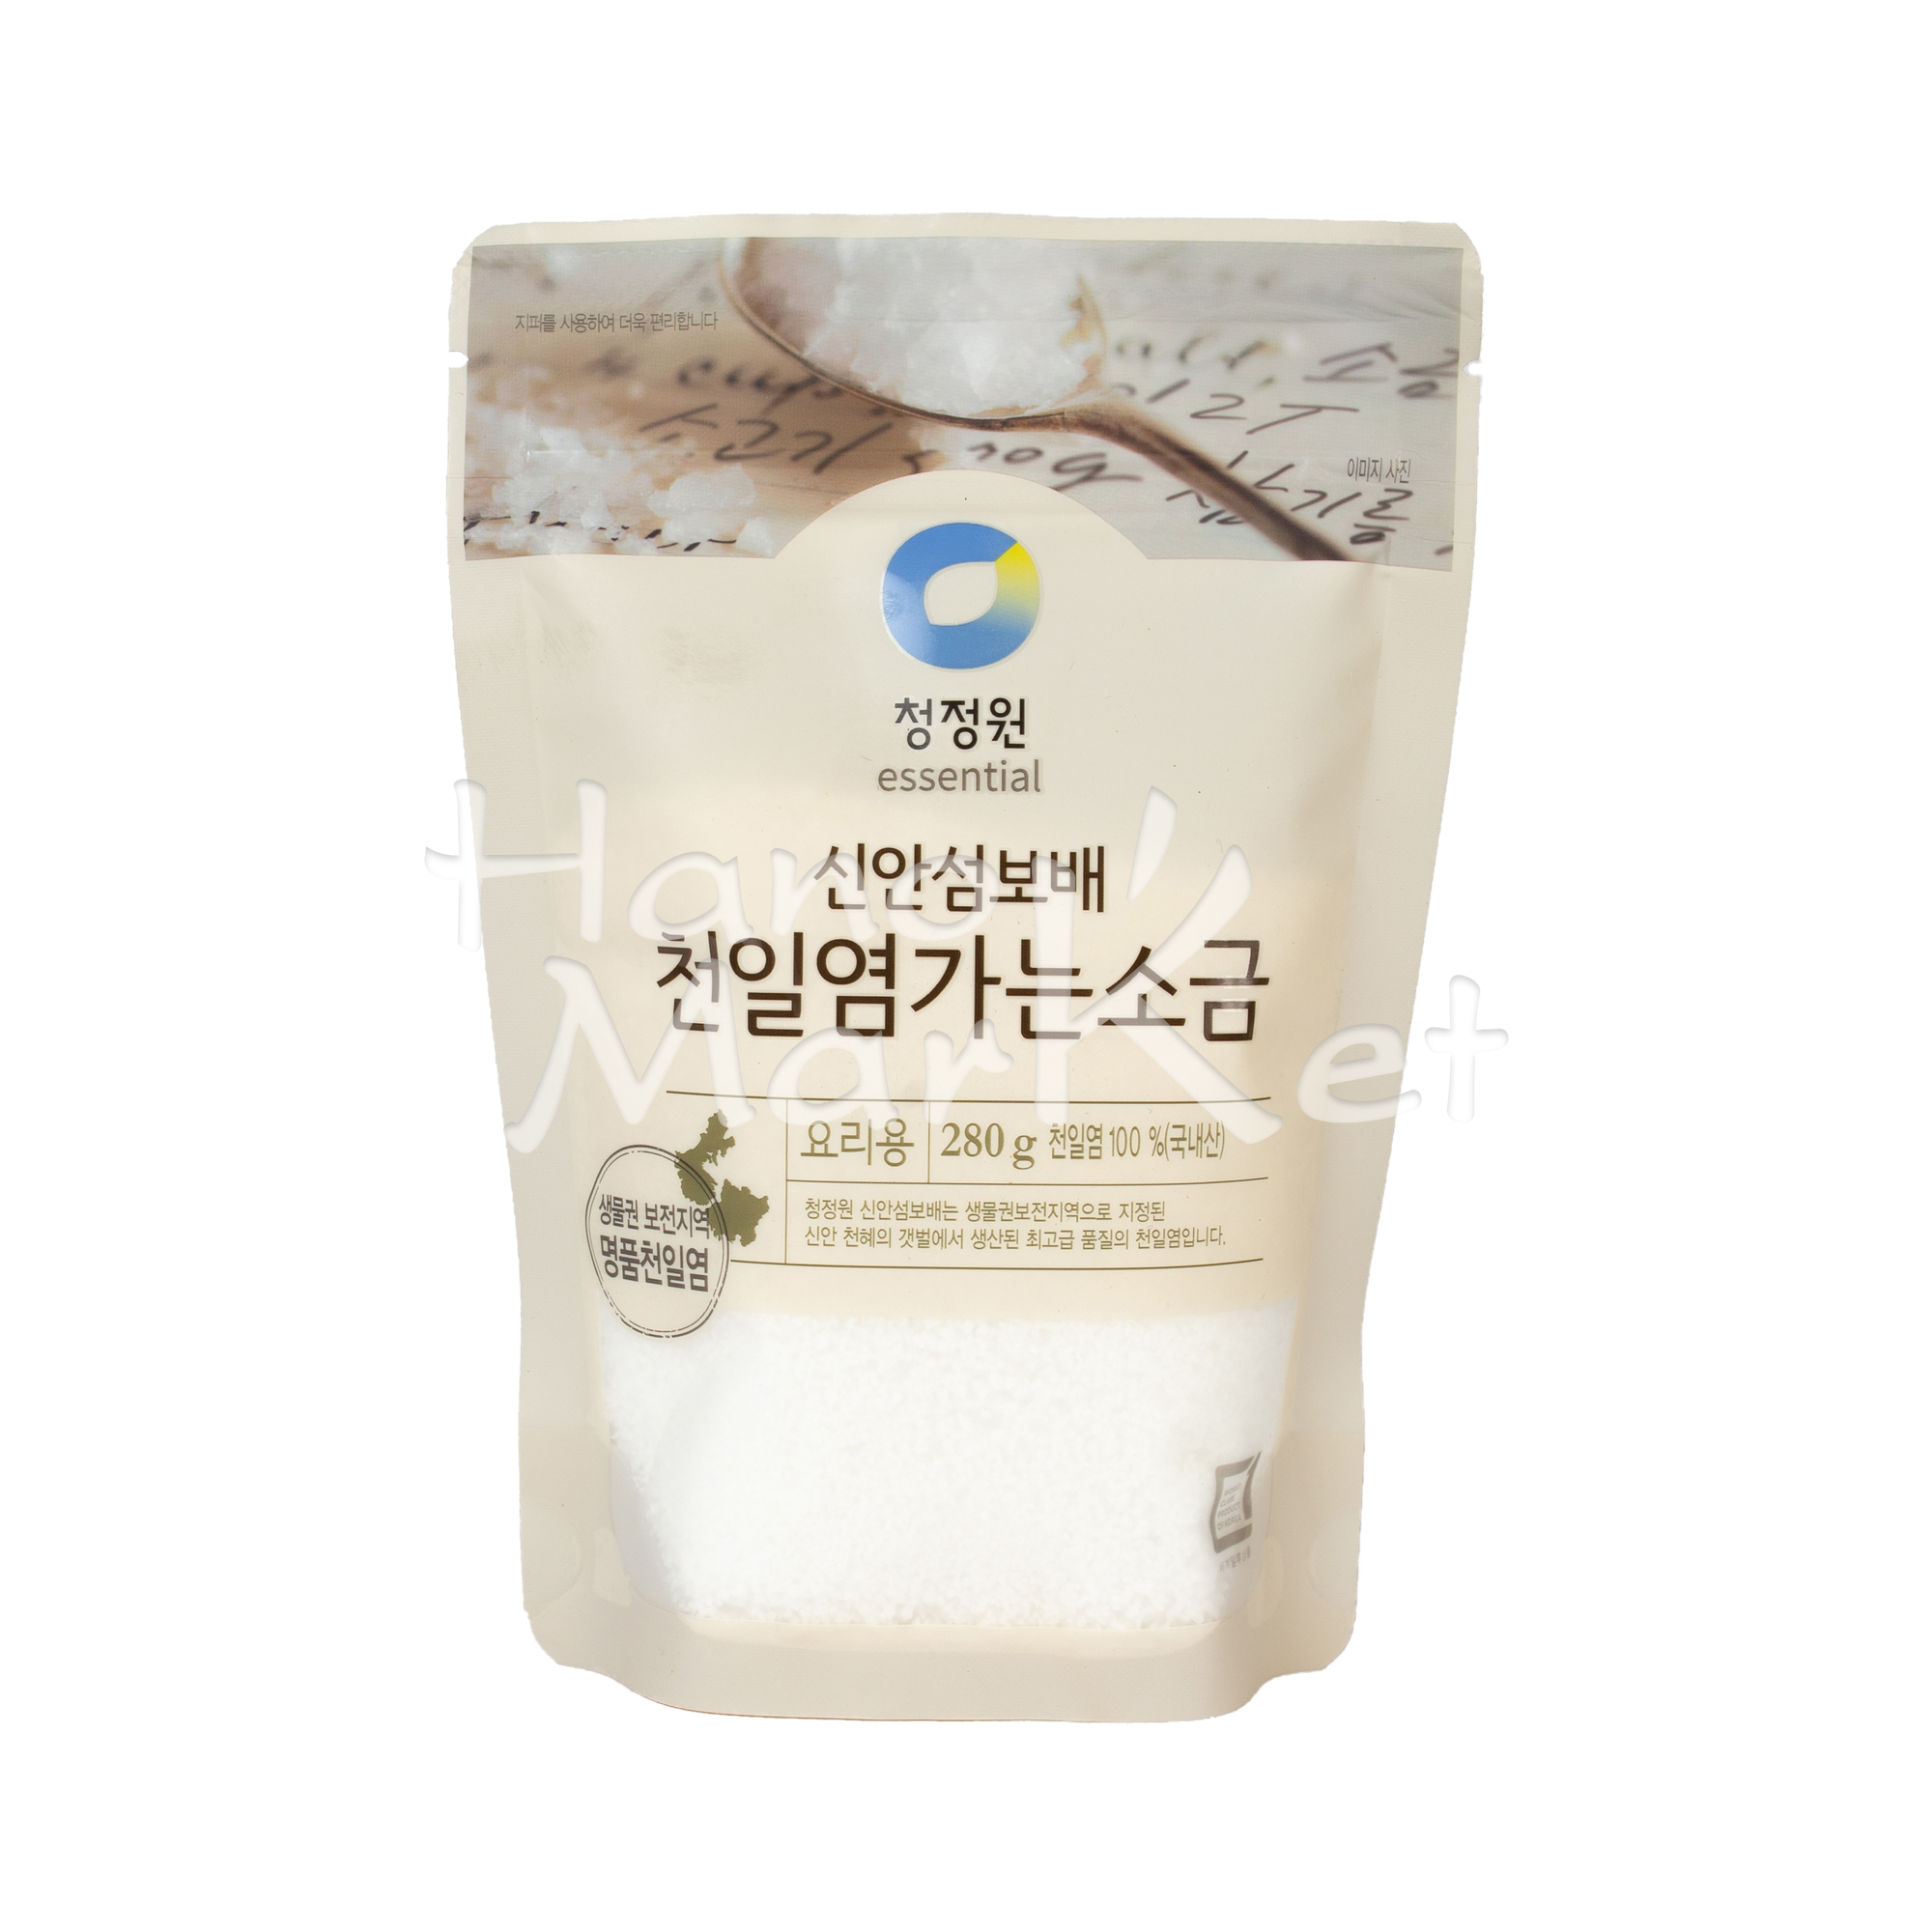 지퍼를 사용하여 더욱 편리합니다
이미지 사진
소고기
청정원
essential
신안섬보배
천일염가는소금
Hanok
Market
요리용
280 g 천일염 100 %(국내산)
청정원 신안섬보배는 생물권보전지역으로 지정된
신안 천혜의 갯벌에서 생산된 최고급 품질의 천일염입니다.
생물권 보전지역
명품천일염